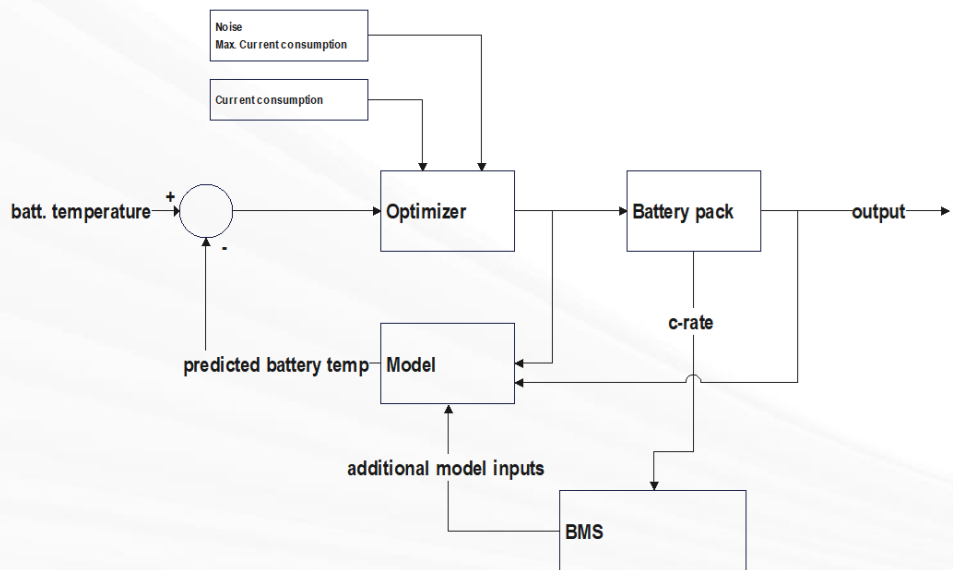 Noise
Max. Current consumption
Current consumption
+
batt. temperature
Optimizer
Battery pack
output
-
c-rate
predicted battery temp
Model
additional model inputs
BMS